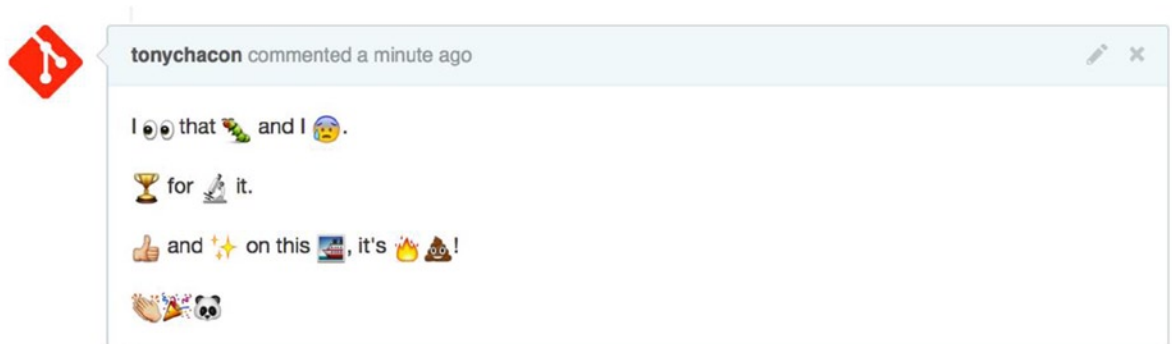 tonychacon commented a minute ago
I 👀 that 🐛 and I 😰.
🏆 for 🔬 it.
👍 and ✨ on this 🚢, it's 🔥💩!
👏🎉🐼